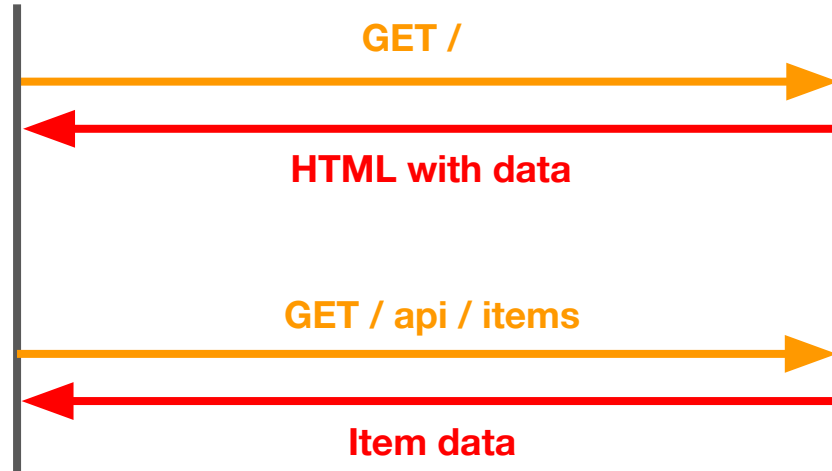 GET /
HTML with data
GET / api / items
Item data